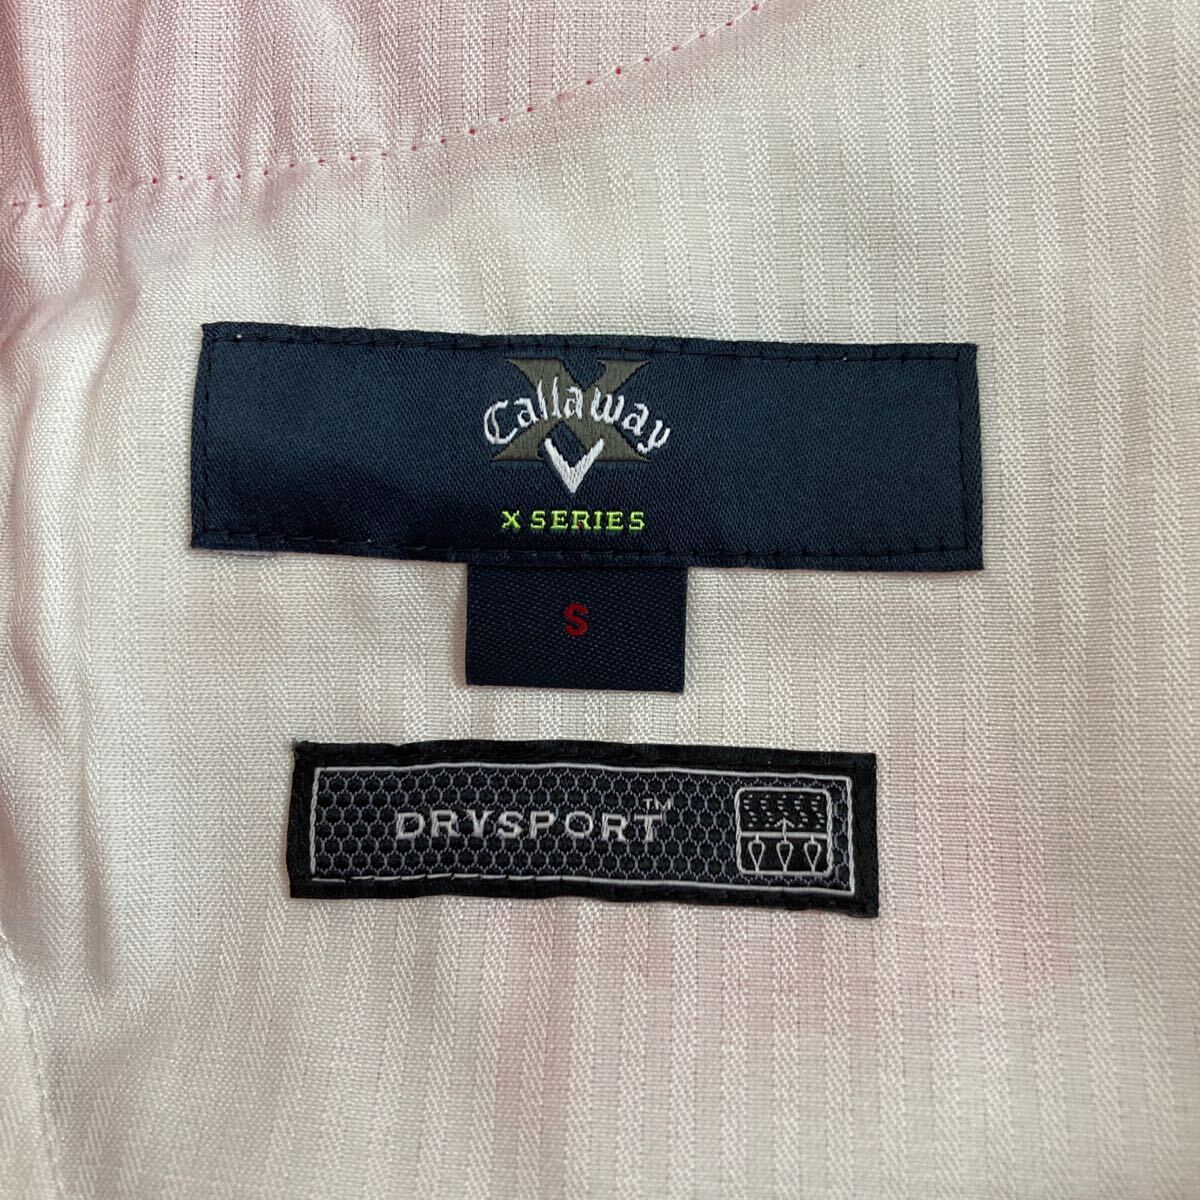 Callaway
X SERIES
S
DRYSPORT™